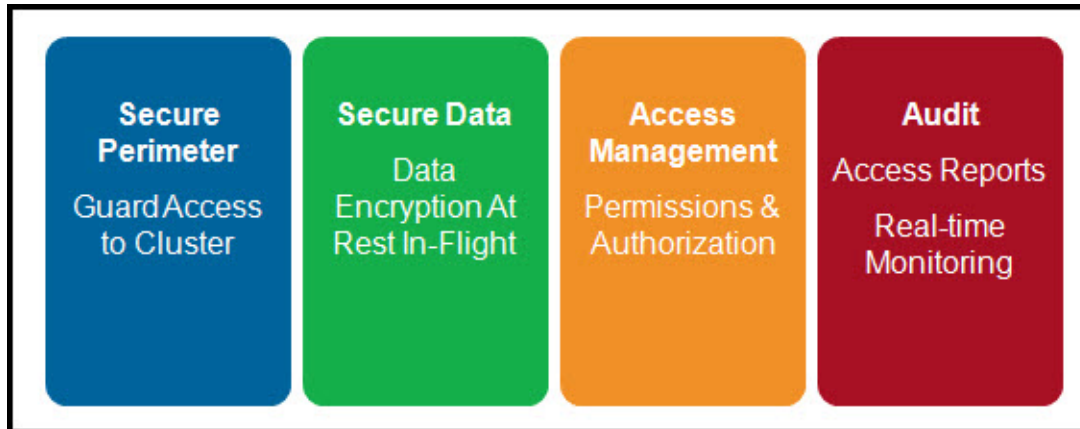 Secure
Perimeter
Guard Access
to Cluster
Secure Data
Data
Encryption At
Rest In-Flight
Access
Management
Permissions &
Authorization
Audit
Access Reports
Real-time
Monitoring